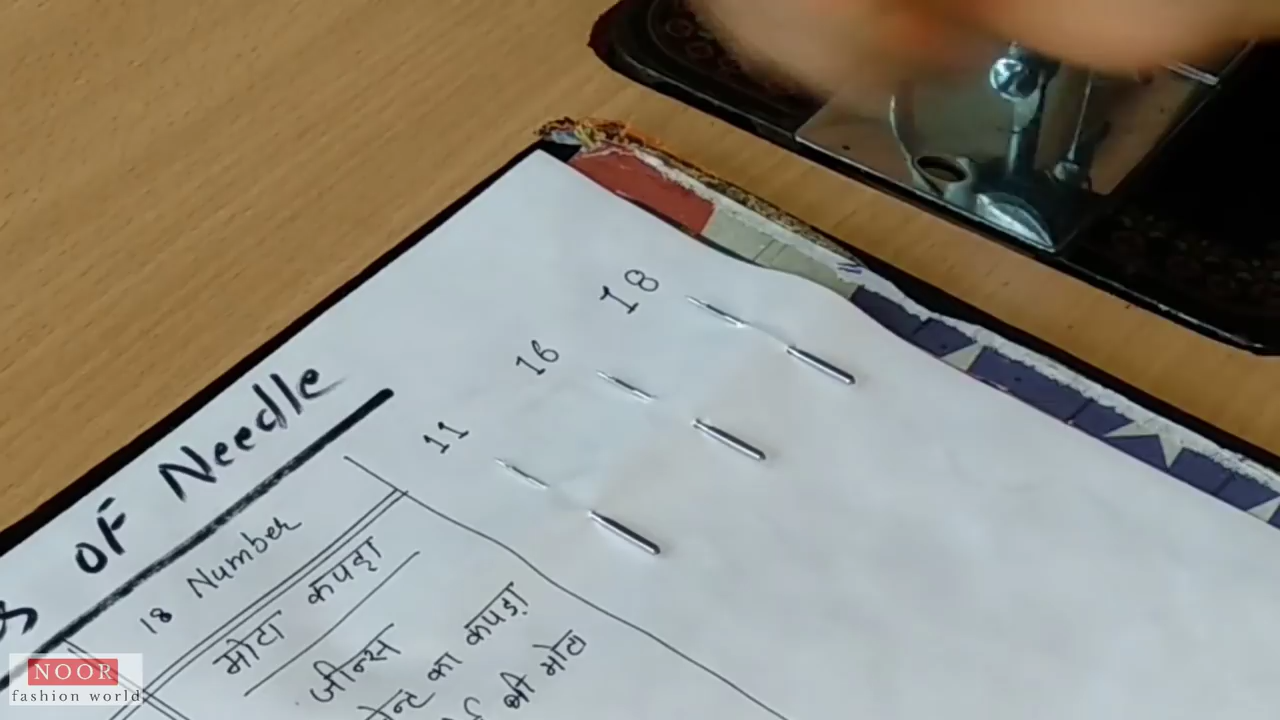 18
16
11
OF Needle
18 Number
मोटा कपड़ा
जीन्स
का कपड़ा
भी मोटा
NOOR
fashion world